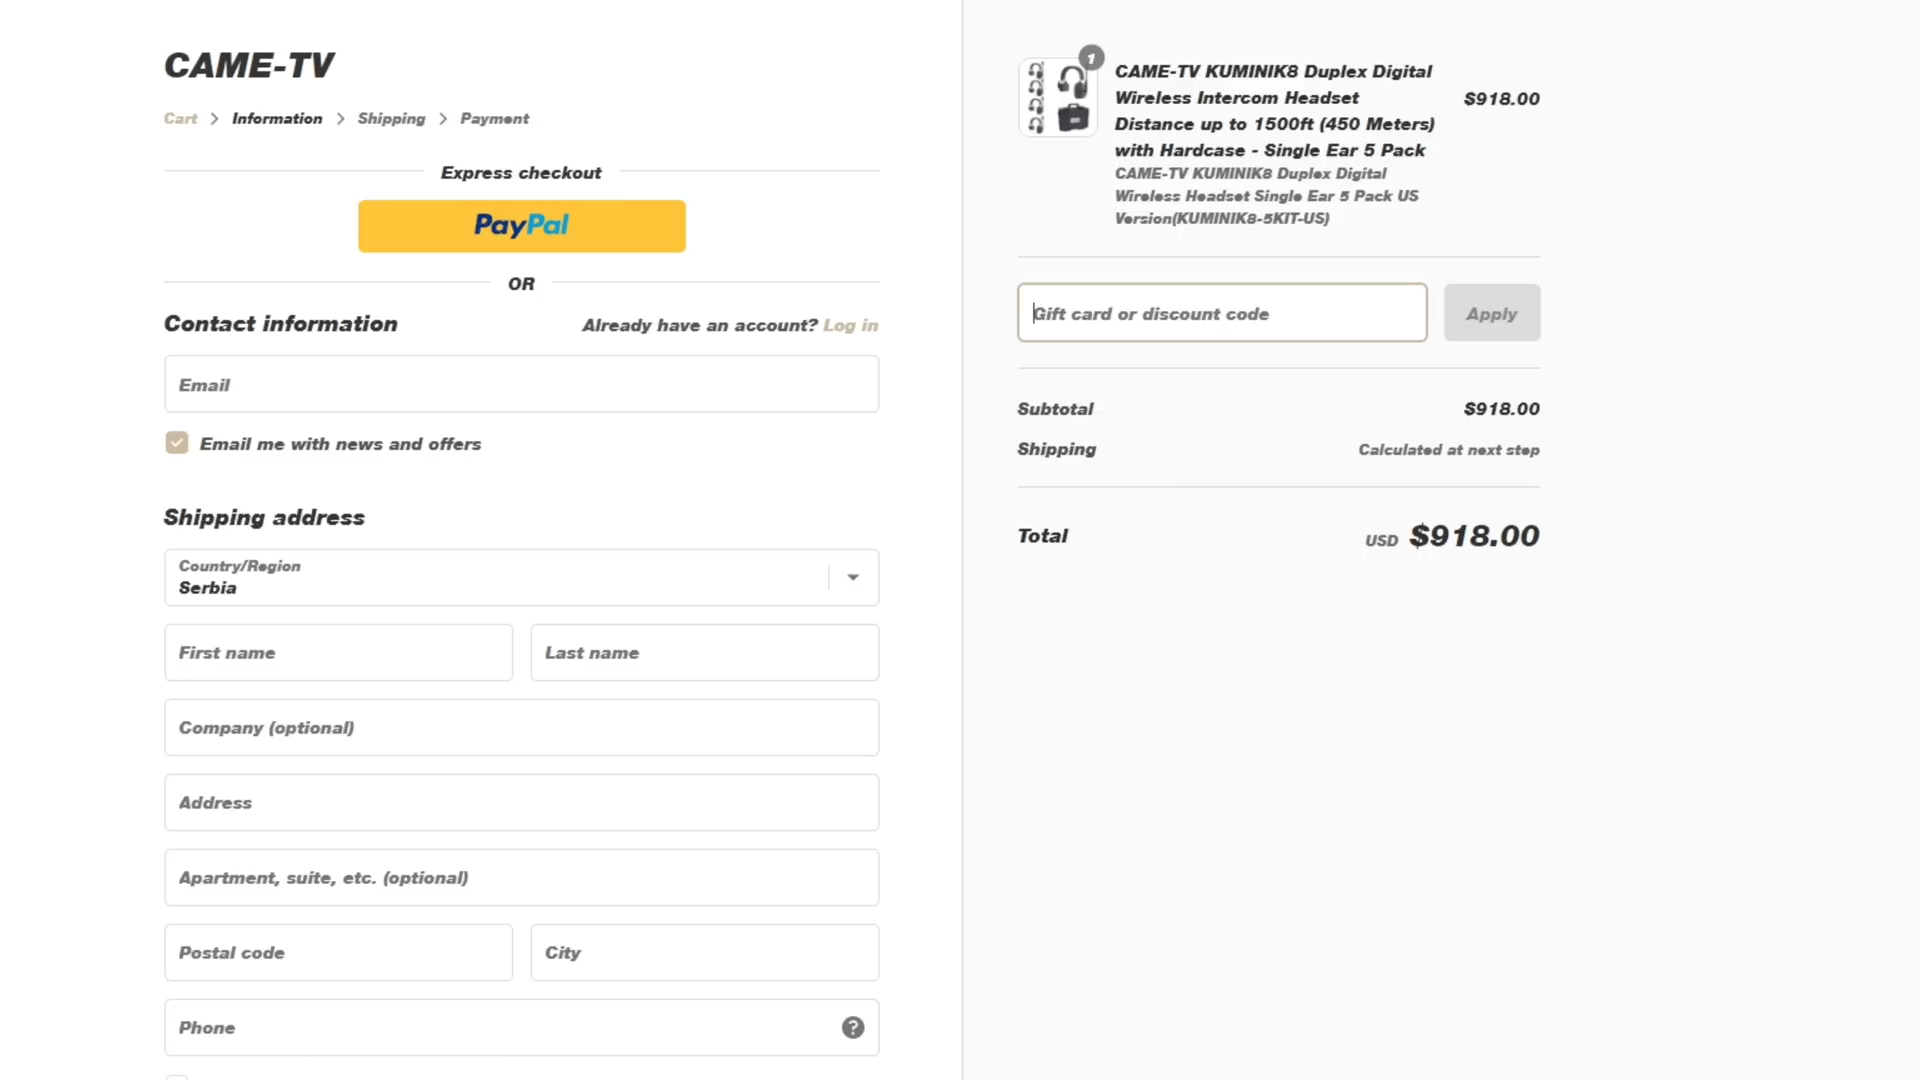 CAME-TV
Cart > Information > Shipping > Payment
Express checkout
PayPal
OR
Contact information
Already have an account? Log in
Email
Email me with news and offers
Shipping address
Country/Region
Serbia
First name
Last name
Company (optional)
Address
Apartment, suite, etc. (optional)
Postal code
City
Phone
?
1
CAME-TV KUMINIK8 Duplex Digital
Wireless Intercom Headset
Distance up to 1500ft (450 Meters)
with Hardcase - Single Ear 5 Pack
CAME-TV KUMINIK8 Duplex Digital
Wireless Headset Single Ear 5 Pack US
Version(KUMINIK8-5KIT-US)
$918.00
Gift card or discount code
Apply
Subtotal
$918.00
Shipping
Calculated at next step
Total
USD $918.00